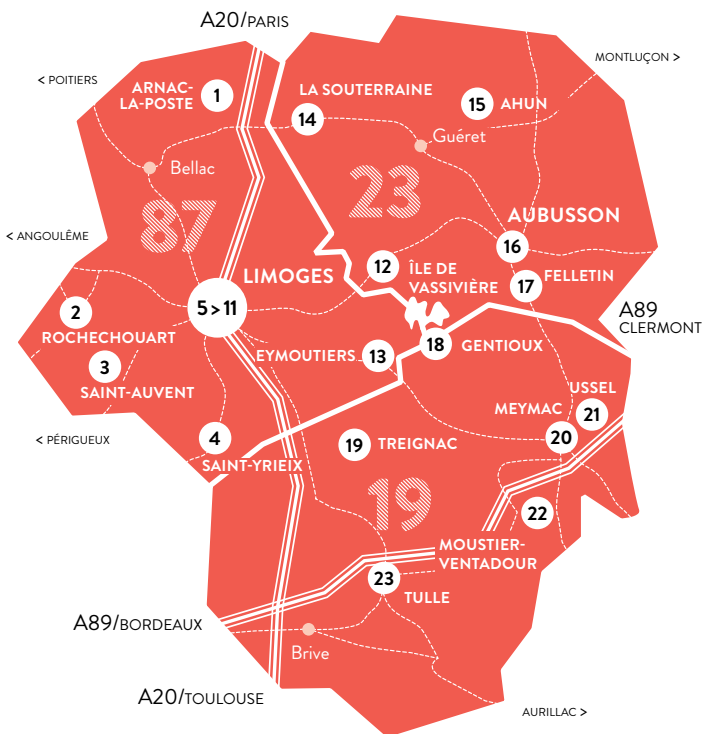 A20/PARIS
MONTLUÇON >
< POITIERS
ARNAC-
LA-POSTE
1
LA SOUTERRAINE
14
15
AHUN
Guéret
Bellac
23
87
AUBUSSON
16
< ANGOULÊME
LIMOGES
5 > 11
12
ÎLE DE
VASSIVIÈRE
17
FELLETIN
2
ROCHECHOUART
A89
CLERMONT
3
SAINT-AUVENT
EYMOUTIERS
13
18
GENTIOUX
USSEL
21
MEYMAC
20
< PÉRIGUEUX
4
SAINT-YRIEIX
19
TREIGNAC
19
22
MOUSTIER-
VENTADOUR
23
TULLE
A89/BORDEAUX
Brive
A20/TOULOUSE
AURILLAC >